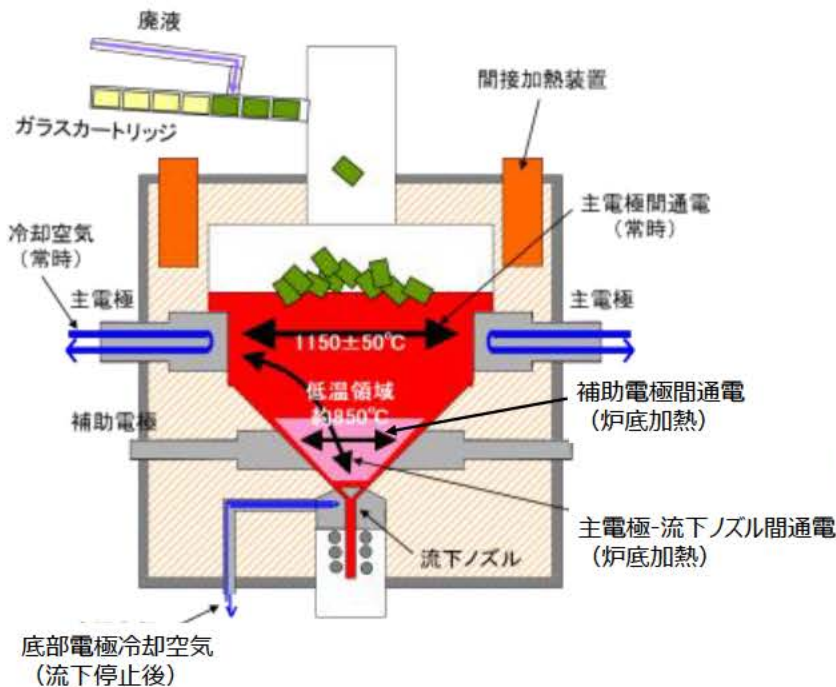 廃液
ガラスカートリッジ
間接加熱装置
冷却空気
（常時）
主電極間通電
（常時）
主電極
主電極
1150±50℃
低温領域
約850℃
補助電極間通電
（炉底加熱）
補助電極
主電極-流下ノズル間通電
（炉底加熱）
流下ノズル
底部電極冷却空気
（流下停止後）